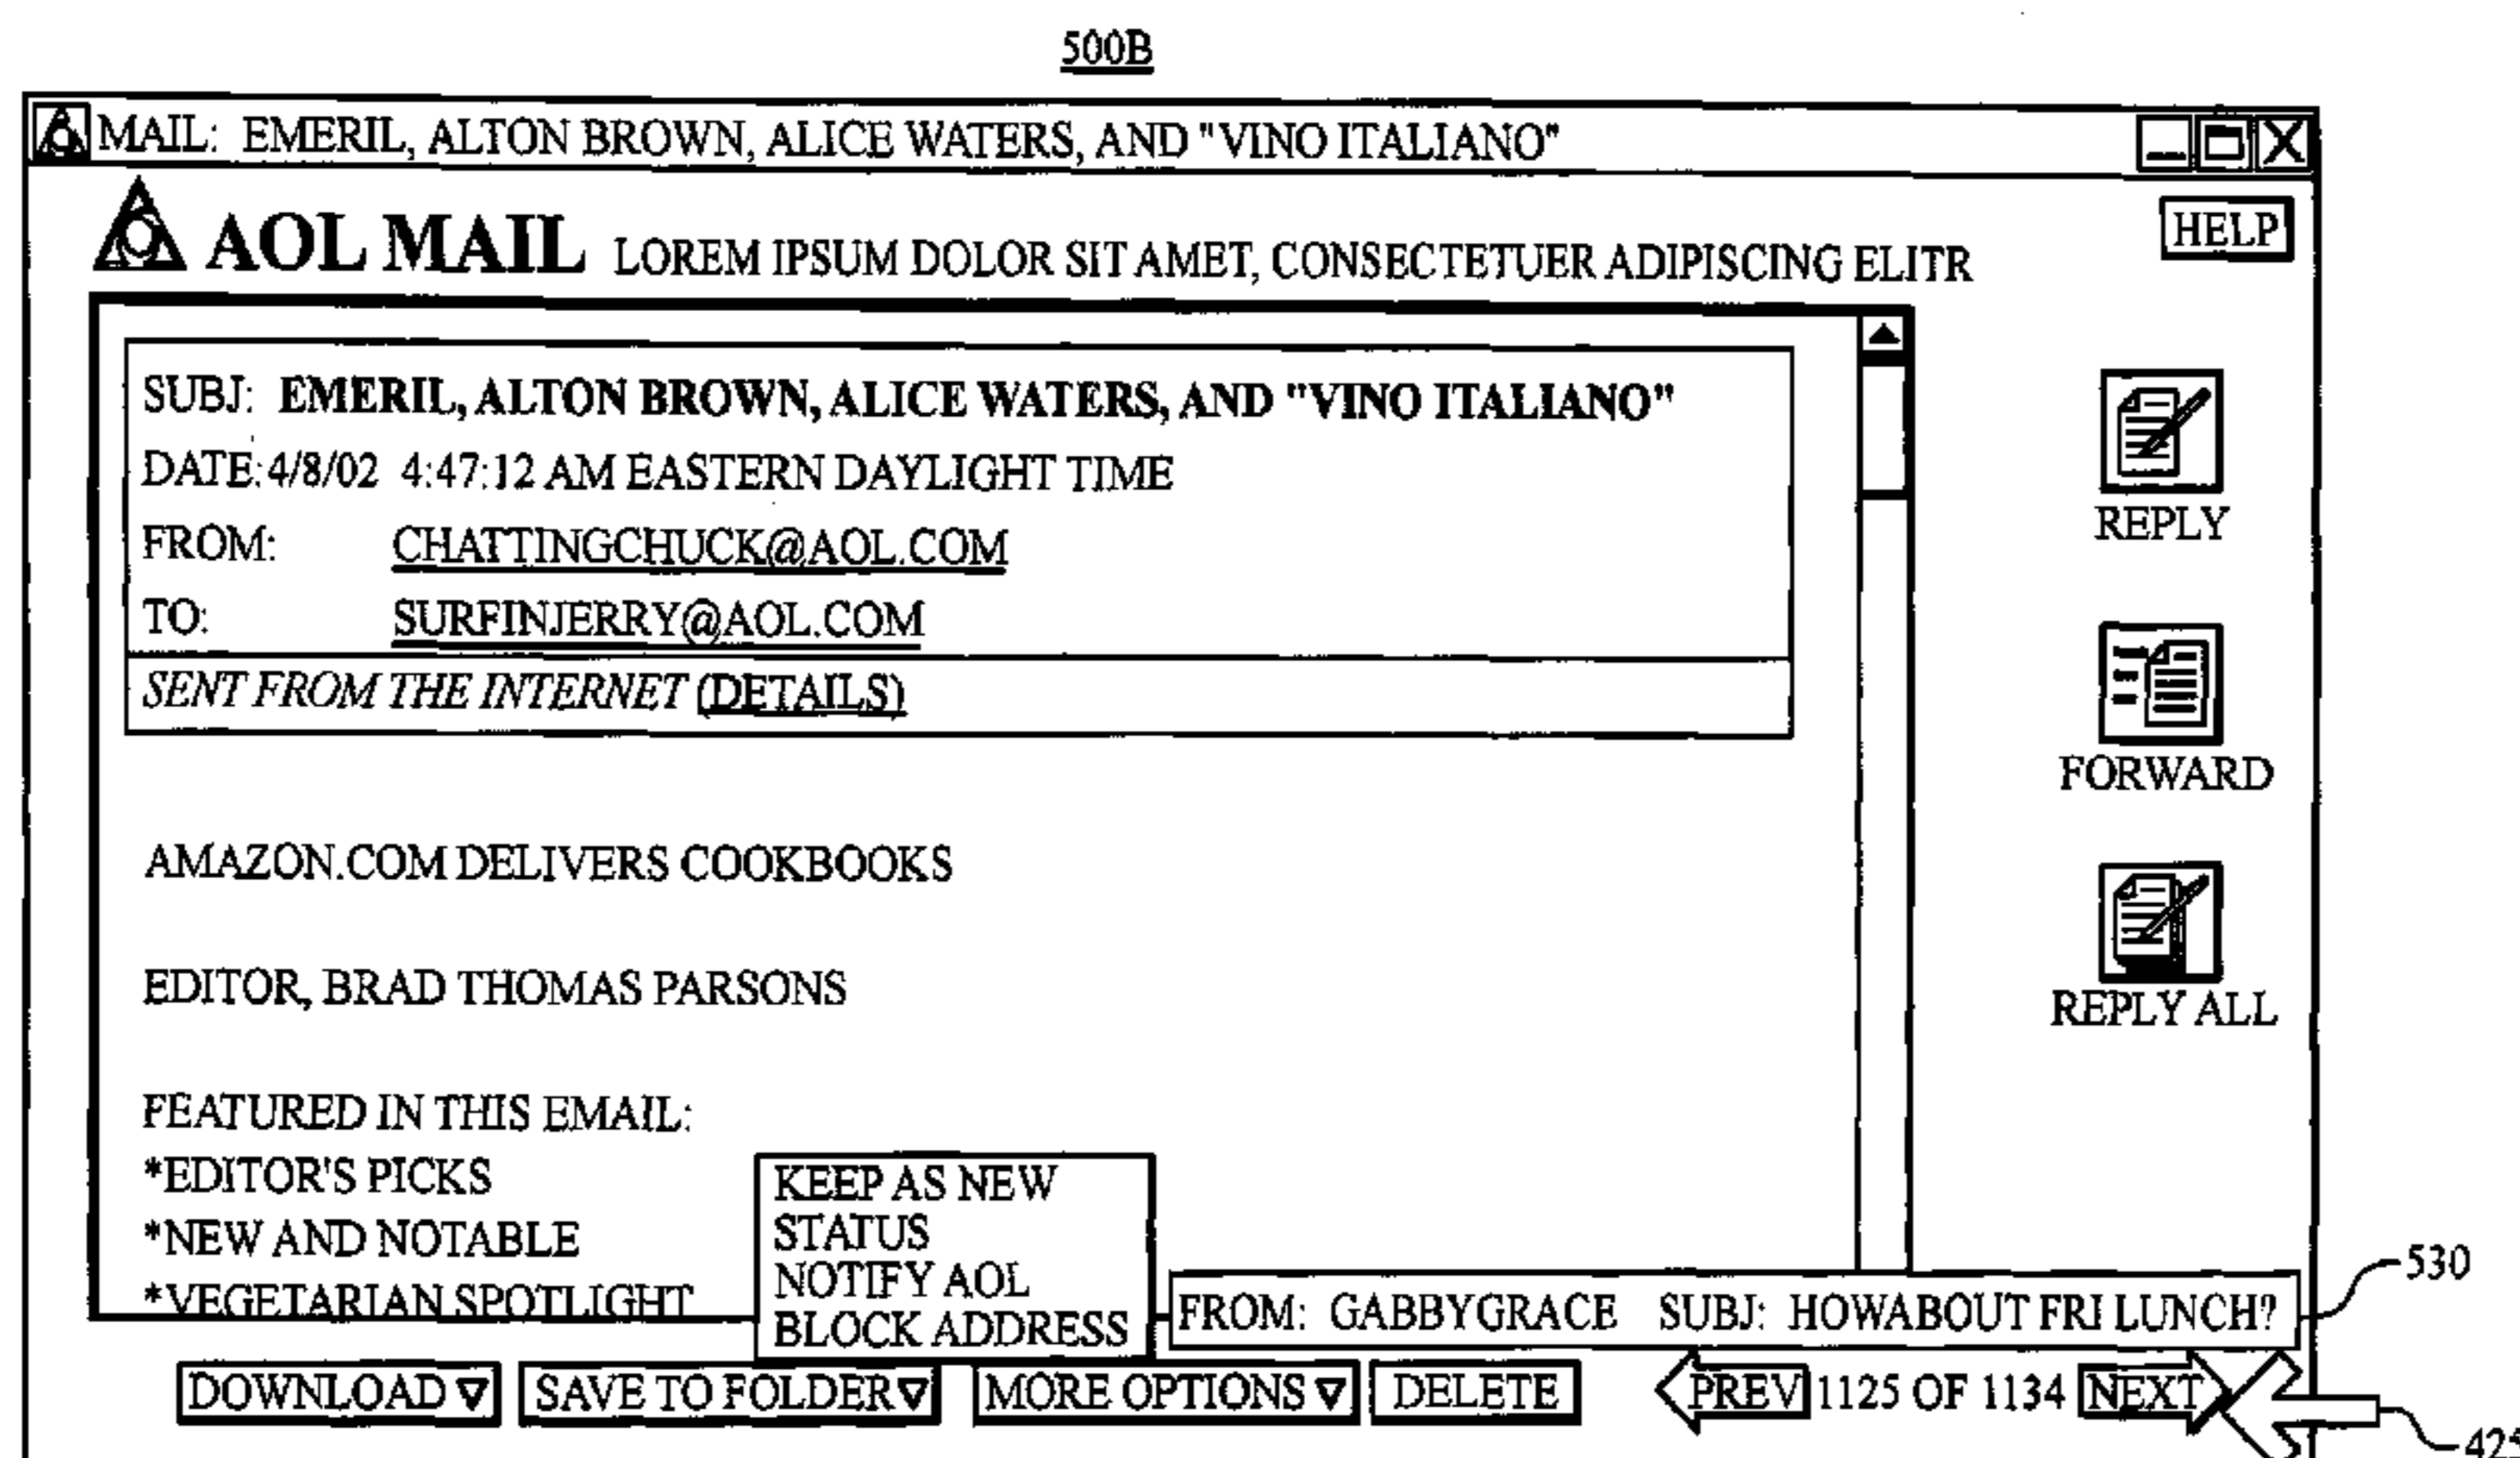 500B
MAIL: EMERIL, ALTON BROWN, ALICE WATERS, AND "VINO ITALIANO"
AOL MAIL LOREM IPSUM DOLOR SIT AMET, CONSECTETUER ADIPISCING ELITR
HELP
SUBJ: EMERIL, ALTON BROWN, ALICE WATERS, AND "VINO ITALIANO"
DATE: 4/8/02 4:47:12 AM EASTERN DAYLIGHT TIME
FROM: CHATTINGCHUCK@AOL.COM
TO: SURFINJERRY@AOL.COM
SENT FROM THE INTERNET (DETAILS)
REPLY
FORWARD
REPLY ALL
AMAZON.COM DELIVERS COOKBOOKS
EDITOR, BRAD THOMAS PARSONS
FEATURED IN THIS EMAIL:
*EDITOR'S PICKS
*NEW AND NOTABLE
*VEGETARIAN SPOTLIGHT
KEEP AS NEW
STATUS
NOTIFY AOL
BLOCK ADDRESS
FROM: GABBYGRACE SUBJ: HOWABOUT FRI LUNCH?
530
DOWNLOAD SAVE TO FOLDER MORE OPTIONS DELETE PREV 1125 OF 1134 NEXT
425